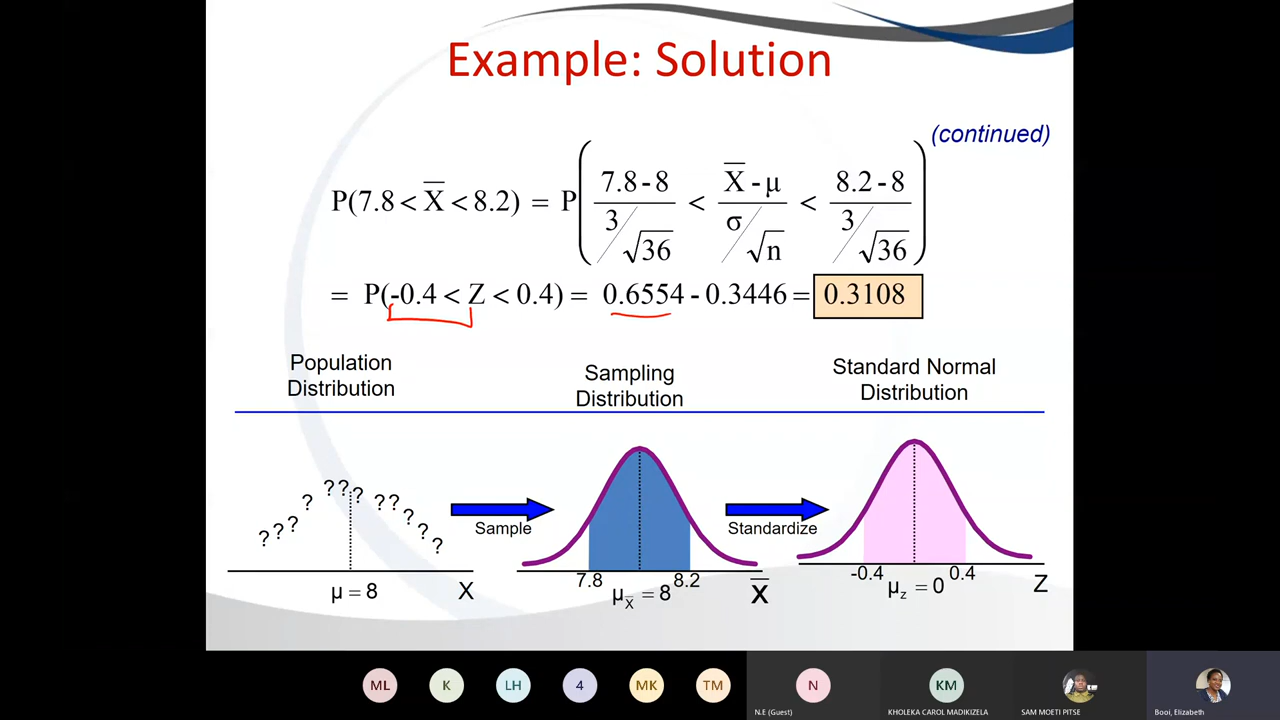 Example: Solution
(continued)
P(7.8 < X̅ < 8.2) = P( (7.8 - 8)/(3/√36) < (X̅ - μ)/(σ/√n) < (8.2 - 8)/(3/√36) )
= P(-0.4 < Z < 0.4) = 0.6554 - 0.3446 = 0.3108
Population
Distribution
Sampling
Distribution
Standard Normal
Distribution
? ? ? ? ? ? ? ? ? ? ? ?
Sample
Standardize
μ = 8 X
7.8 8.2
μX̅ = 8 X̅
-0.4 0.4
μz = 0 Z
ML K LH 4 MK TM N KM
N.E (Guest) KHOLEKA CAROL MADIKIZELA SAM MOETI PITSE Booi, Elizabeth